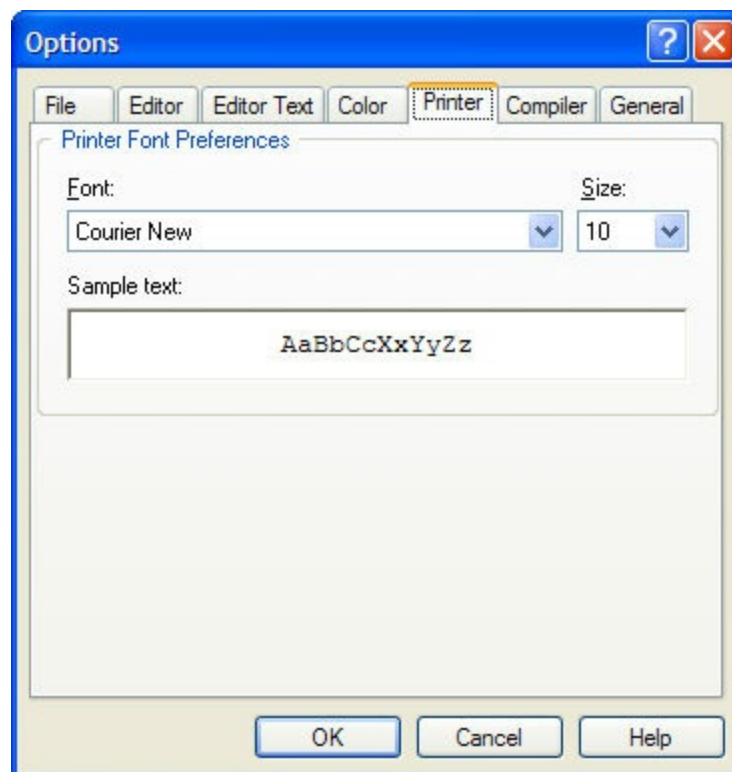 Options
File Editor Editor Text Color Printer Compiler General
Printer Font Preferences
Font: Size:
Courier New 10
Sample text:
AaBbCcXxYyZz
OK Cancel Help